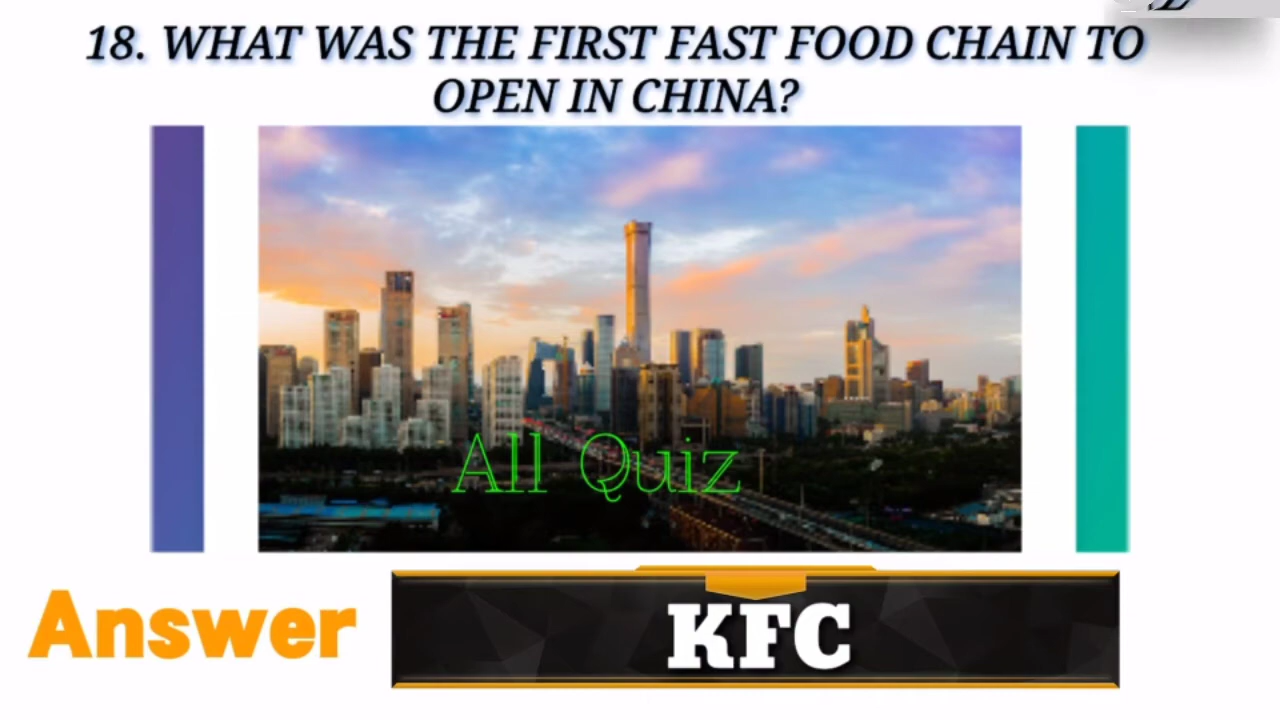 18. WHAT WAS THE FIRST FAST FOOD CHAIN TO
OPEN IN CHINA?
All Quiz
Answer
KFC